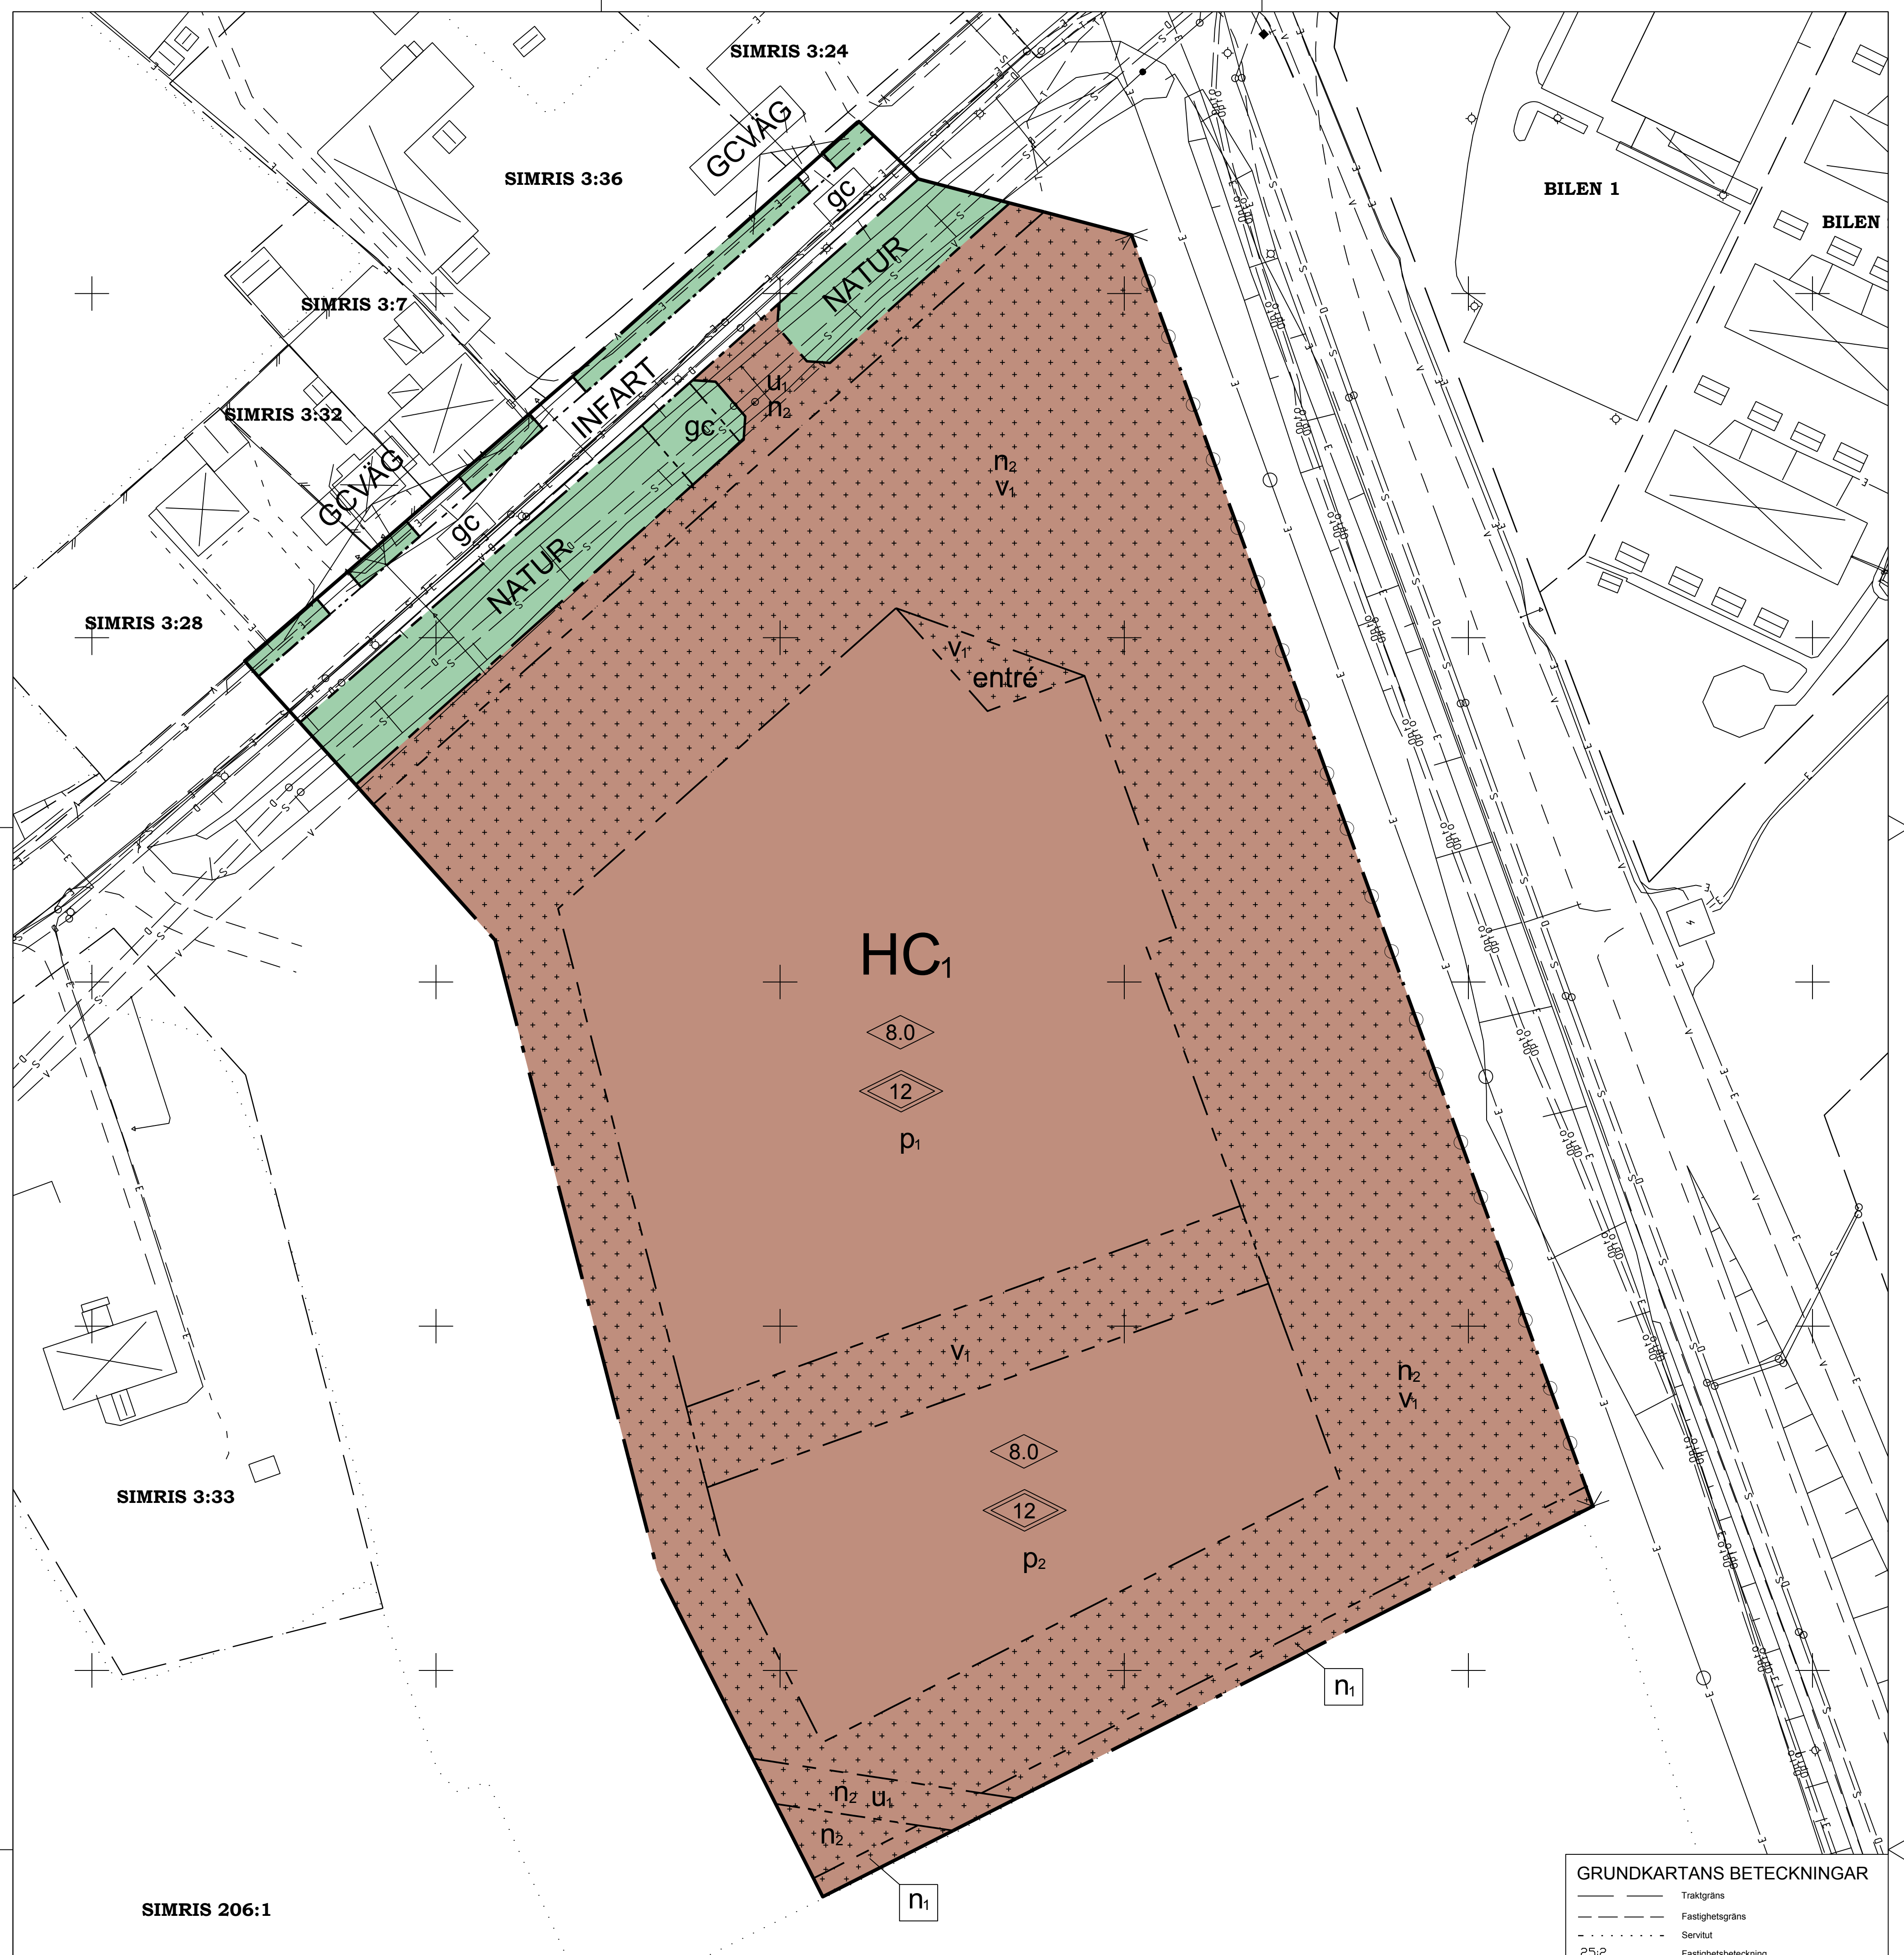 SIMRIS 3:24
GCVÄG
SIMRIS 3:36
gc
BILEN 1
BILEN
NATUR
SIMRIS 3:7
INFART
u1
n2
SIMRIS 3:32
gc
GCVÄG
n2
v1
gc
NATUR
SIMRIS 3:28
v1
entré
HC1
8.0
12
p1
v1
n2
v1
8.0
12
SIMRIS 3:33
p2
n1
n2 u1
n2
n1
SIMRIS 206:1
GRUNDKARTANS BETECKNINGAR
Traktgräns
Fastighetsgräns
Servitut
25:2 Fastighetsbeteckning